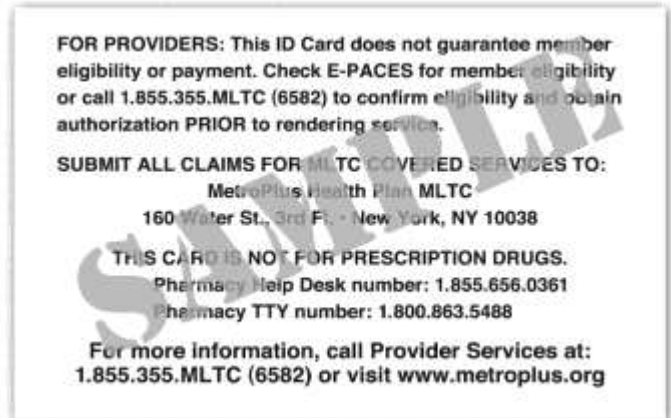 FOR PROVIDERS: This ID Card does not guarantee member
eligibility or payment. Check E-PACES for member eligibility
or call 1.855.355.MLTC (6582) to confirm eligibility and obtain
authorization PRIOR to rendering service.
SUBMIT ALL CLAIMS FOR MLTC COVERED SERVICES TO:
MetroPlus Health Plan MLTC
160 Water St., 3rd Fl. • New York, NY 10038
THIS CARD IS NOT FOR PRESCRIPTION DRUGS.
Pharmacy Help Desk number: 1.855.656.0361
Pharmacy TTY number: 1.800.863.5488
For more information, call Provider Services at:
1.855.355.MLTC (6582) or visit www.metroplus.org
SAMPLE